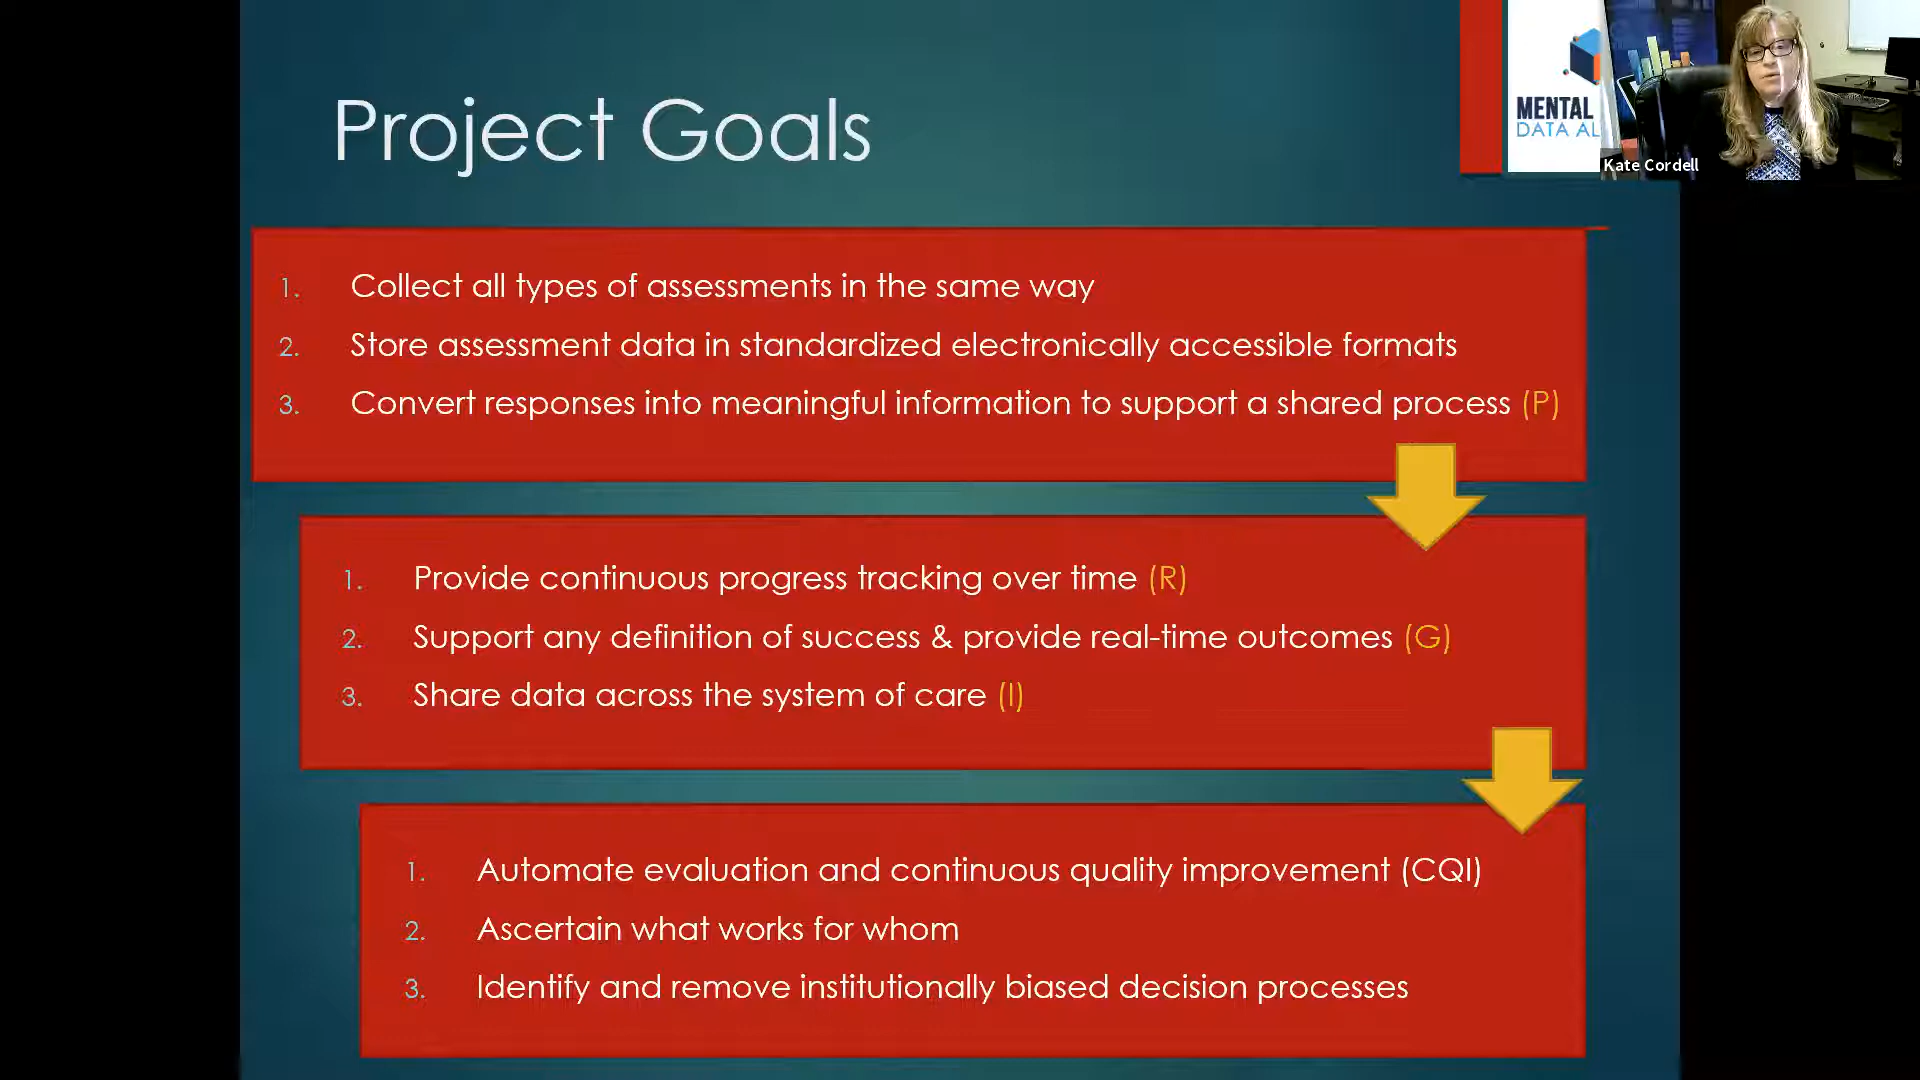 Project Goals
MENTAL
DATA AL
Kate Cordell
1. Collect all types of assessments in the same way
2. Store assessment data in standardized electronically accessible formats
3. Convert responses into meaningful information to support a shared process (P)
1. Provide continuous progress tracking over time (R)
2. Support any definition of success & provide real-time outcomes (G)
3. Share data across the system of care (I)
1. Automate evaluation and continuous quality improvement (CQI)
2. Ascertain what works for whom
3. Identify and remove institutionally biased decision processes